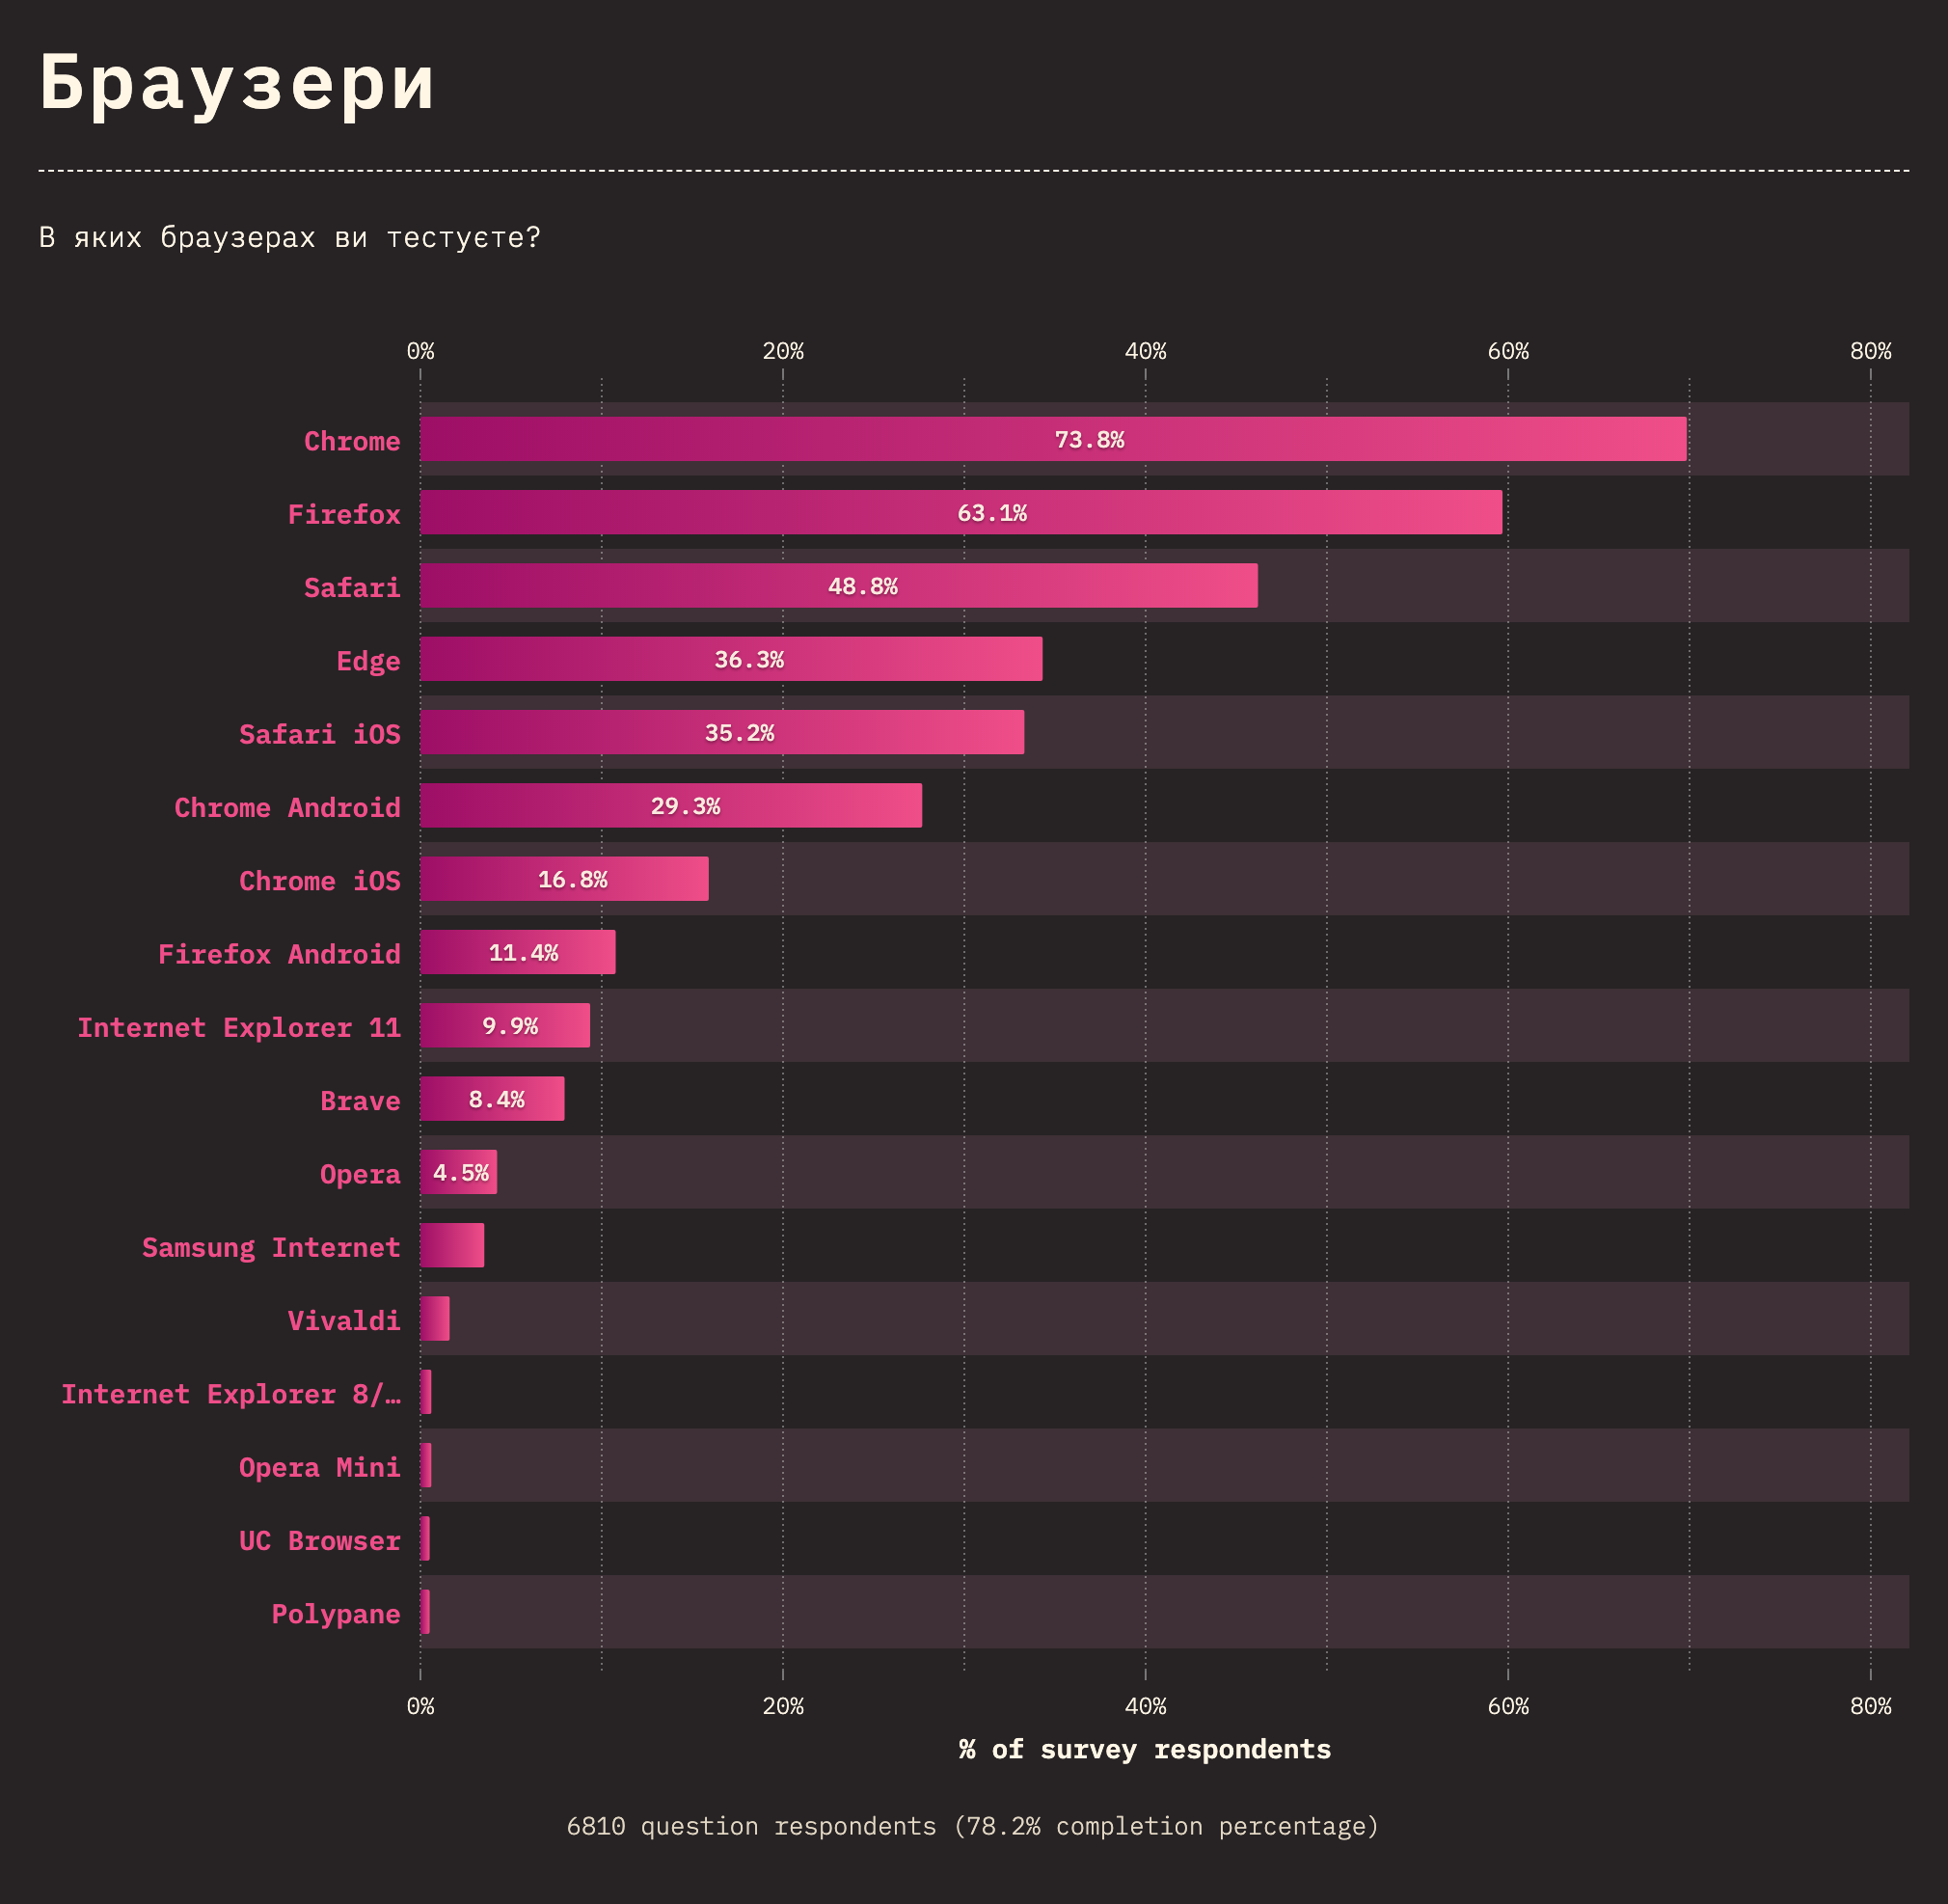 Браузери
В яких браузерах ви тестуєте?
0% 20% 40% 60% 80%
Chrome 73.8%
Firefox 63.1%
Safari 48.8%
Edge 36.3%
Safari iOS 35.2%
Chrome Android 29.3%
Chrome iOS 16.8%
Firefox Android 11.4%
Internet Explorer 11 9.9%
Brave 8.4%
Opera 4.5%
Samsung Internet
Vivaldi
Internet Explorer 8/…
Opera Mini
UC Browser
Polypane
0% 20% 40% 60% 80%
% of survey respondents
6810 question respondents (78.2% completion percentage)